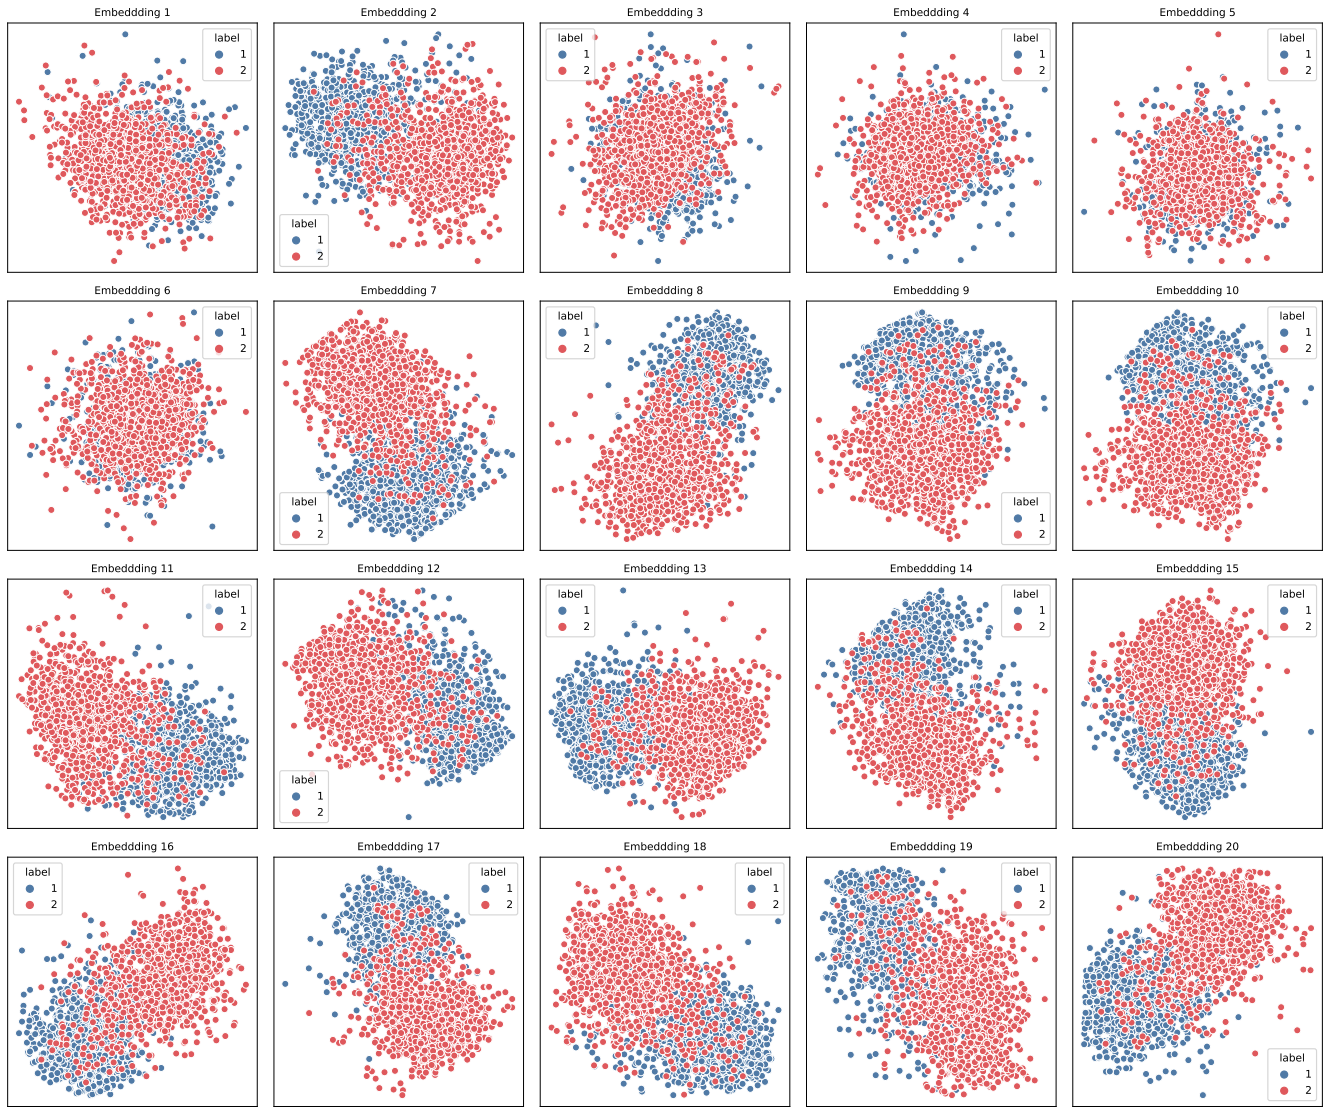 Embeddding 1
label
1
2
Embeddding 2
label
1
2
Embeddding 3
label
1
2
Embeddding 4
label
1
2
Embeddding 5
label
1
2
Embeddding 6
label
1
2
Embeddding 7
label
1
2
Embeddding 8
label
1
2
Embeddding 9
label
1
2
Embeddding 10
label
1
2
Embeddding 11
label
1
2
Embeddding 12
label
1
2
Embeddding 13
label
1
2
Embeddding 14
label
1
2
Embeddding 15
label
1
2
Embeddding 16
label
1
2
Embeddding 17
label
1
2
Embeddding 18
label
1
2
Embeddding 19
label
1
2
Embeddding 20
label
1
2